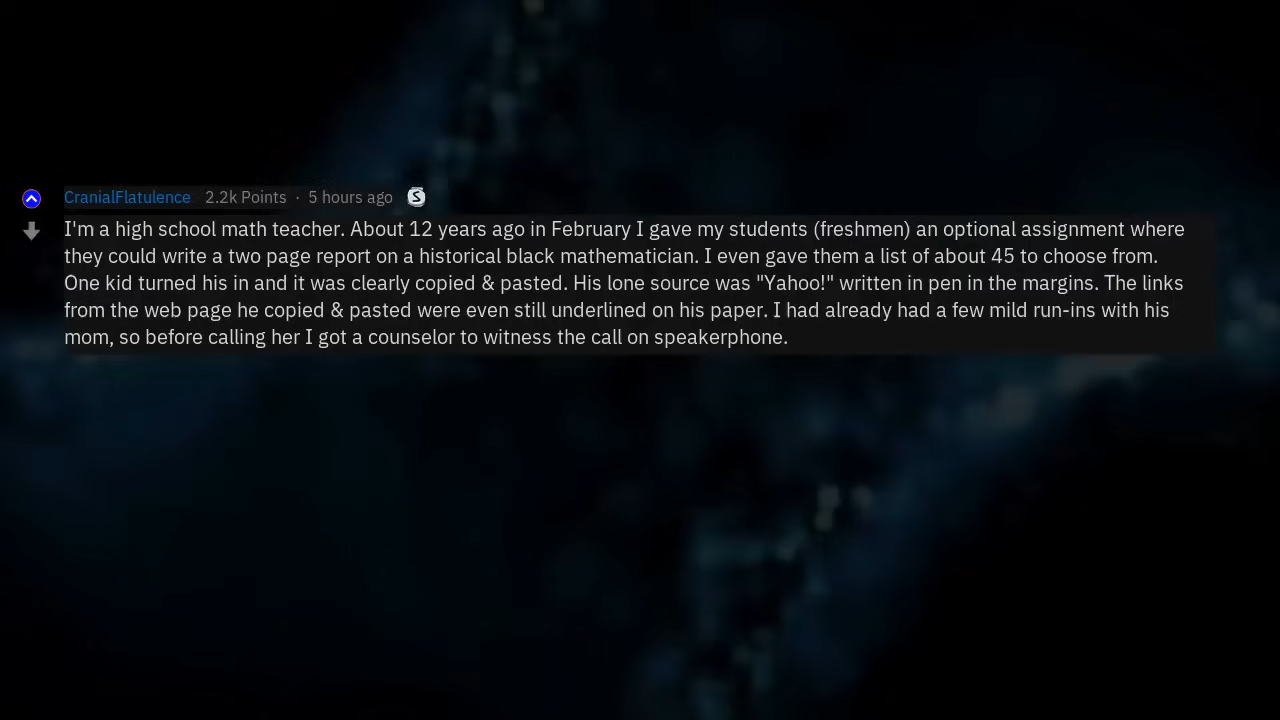 CranialFlatulence 2.2k Points · 5 hours ago S
I'm a high school math teacher. About 12 years ago in February I gave my students (freshmen) an optional assignment where
they could write a two page report on a historical black mathematician. I even gave them a list of about 45 to choose from.
One kid turned his in and it was clearly copied & pasted. His lone source was "Yahoo!" written in pen in the margins. The links
from the web page he copied & pasted were even still underlined on his paper. I had already had a few mild run-ins with his
mom, so before calling her I got a counselor to witness the call on speakerphone.